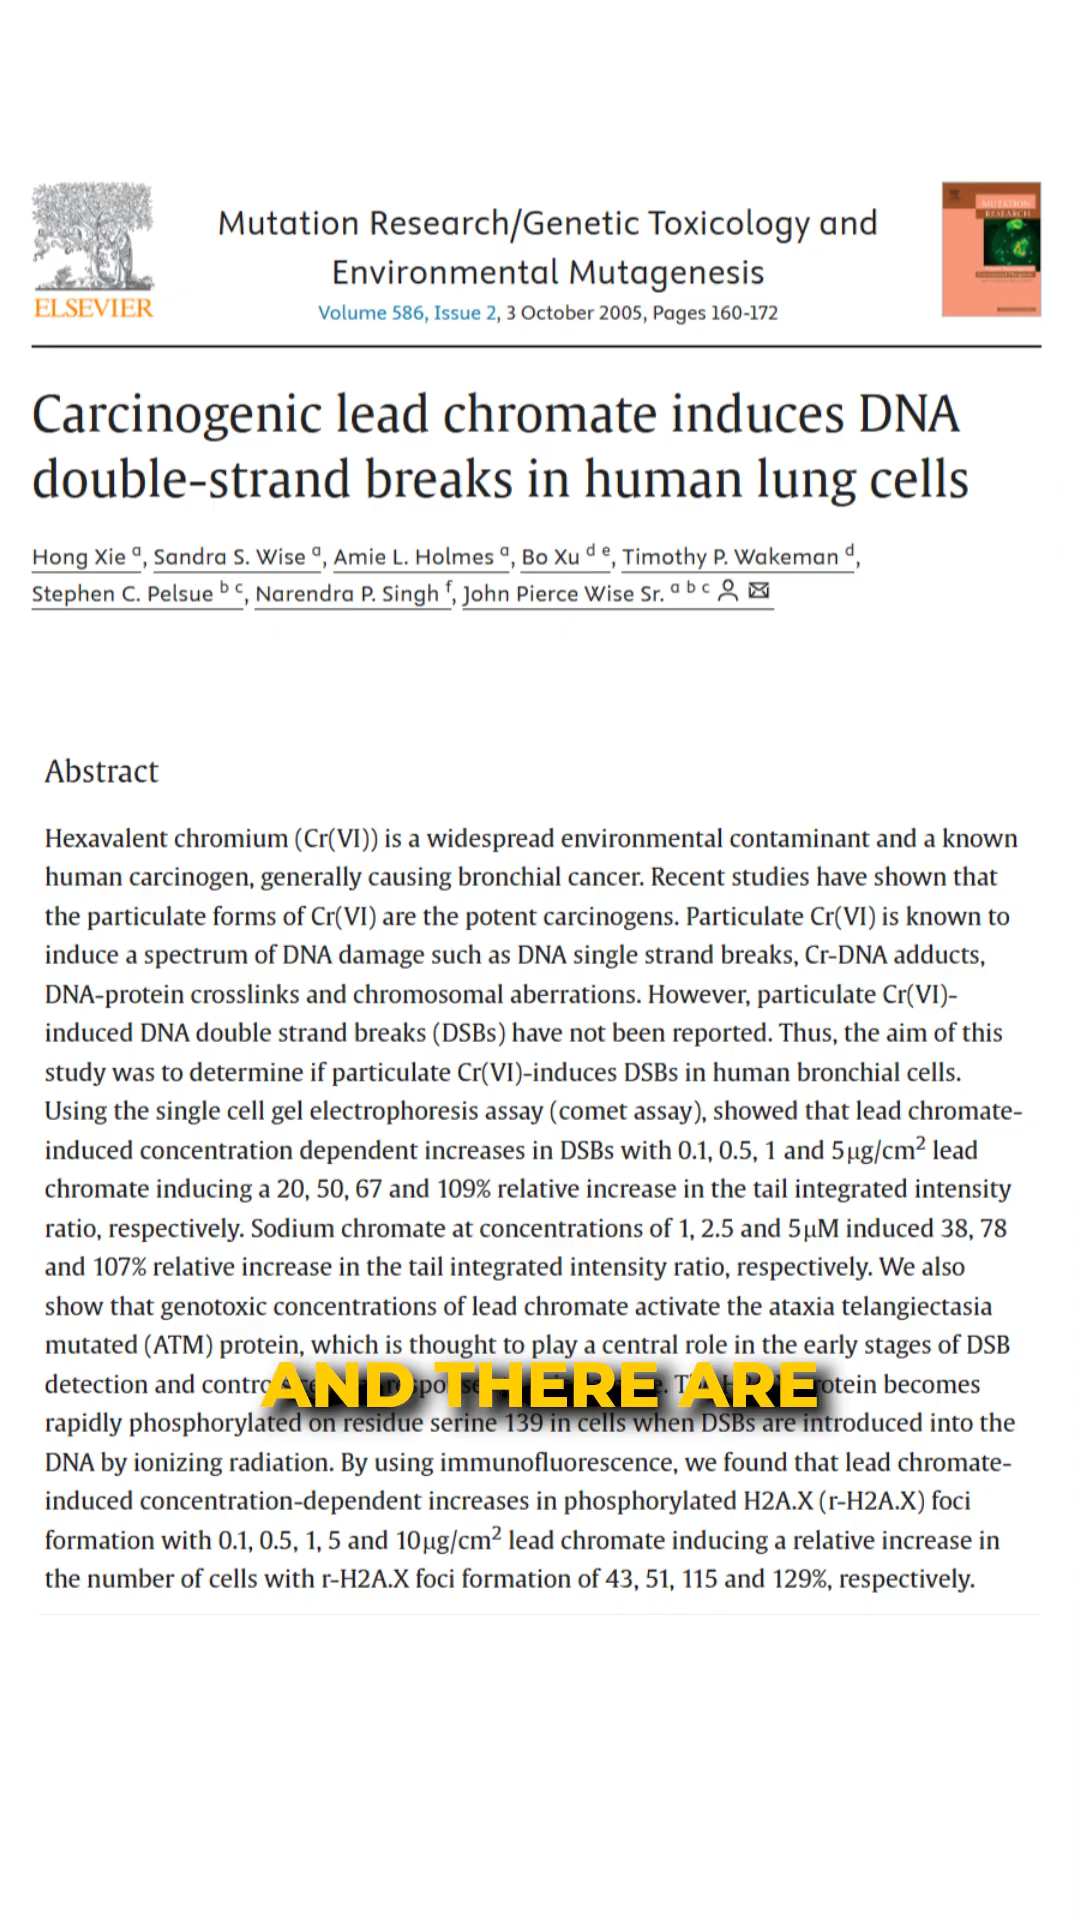 ELSEVIER
MUTATION
RESEARCH
Mutation Research/Genetic Toxicology and
Environmental Mutagenesis
Volume 586, Issue 2, 3 October 2005, Pages 160-172
Carcinogenic lead chromate induces DNA
double-strand breaks in human lung cells
Hong Xie a, Sandra S. Wise a, Amie L. Holmes a, Bo Xu d e, Timothy P. Wakeman d,
Stephen C. Pelsue b c, Narendra P. Singh f, John Pierce Wise Sr. a b c
Abstract
Hexavalent chromium (Cr(VI)) is a widespread environmental contaminant and a known
human carcinogen, generally causing bronchial cancer. Recent studies have shown that
the particulate forms of Cr(VI) are the potent carcinogens. Particulate Cr(VI) is known to
induce a spectrum of DNA damage such as DNA single strand breaks, Cr-DNA adducts,
DNA-protein crosslinks and chromosomal aberrations. However, particulate Cr(VI)-
induced DNA double strand breaks (DSBs) have not been reported. Thus, the aim of this
study was to determine if particulate Cr(VI)-induces DSBs in human bronchial cells.
Using the single cell gel electrophoresis assay (comet assay), showed that lead chromate-
induced concentration dependent increases in DSBs with 0.1, 0.5, 1 and 5 μg/cm² lead
chromate inducing a 20, 50, 67 and 109% relative increase in the tail integrated intensity
ratio, respectively. Sodium chromate at concentrations of 1, 2.5 and 5 μM induced 38, 78
and 107% relative increase in the tail integrated intensity ratio, respectively. We also
show that genotoxic concentrations of lead chromate activate the ataxia telangiectasia
mutated (ATM) protein, which is thought to play a central role in the early stages of DSB
detection and becomes
AND THERE ARE
rapidly phosphorylated on residue serine 139 in cells when DSBs are introduced into the
DNA by ionizing radiation. By using immunofluorescence, we found that lead chromate-
induced concentration-dependent increases in phosphorylated H2A.X (r-H2A.X) foci
formation with 0.1, 0.5, 1, 5 and 10 μg/cm² lead chromate inducing a relative increase in
the number of cells with r-H2A.X foci formation of 43, 51, 115 and 129%, respectively.